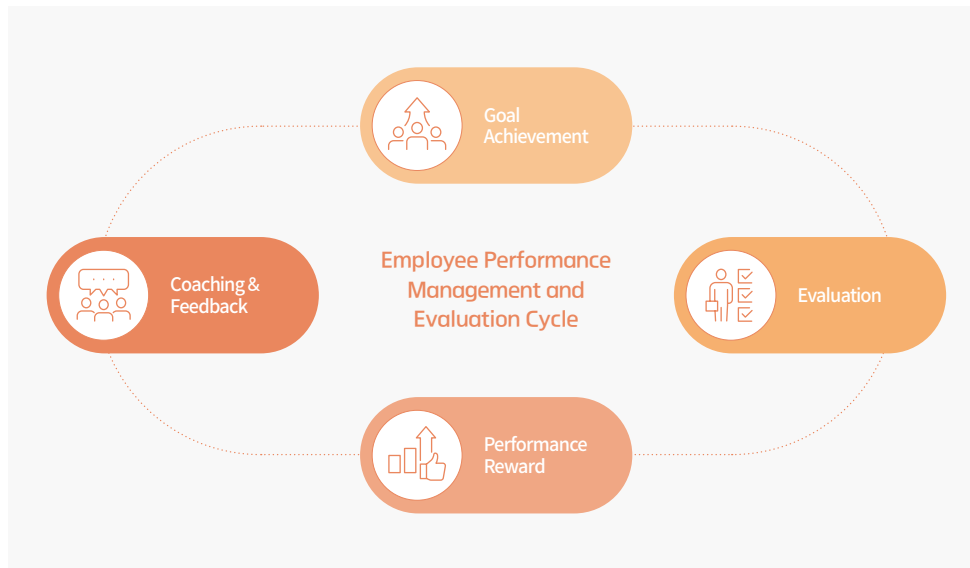 Goal
Achievement
Coaching &
Feedback
Employee Performance
Management and
Evaluation Cycle
Evaluation
Performance
Reward